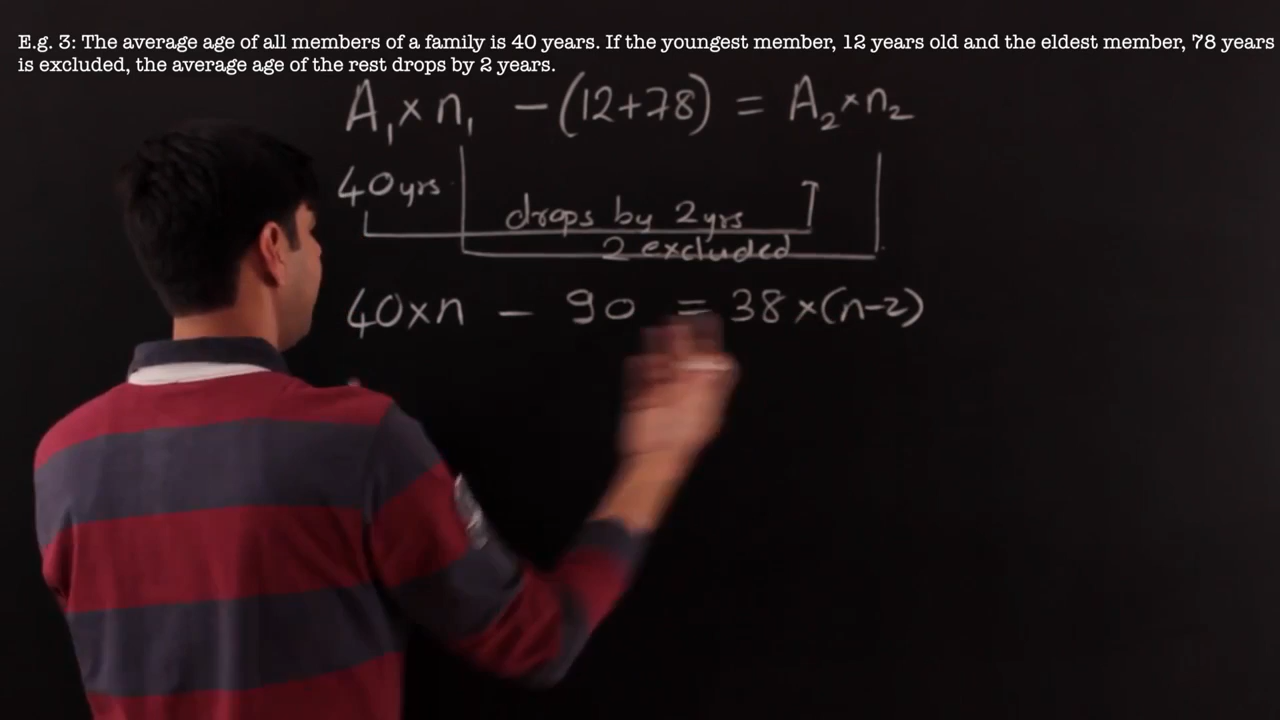 E.g. 3: The average age of all members of a family is 40 years. If the youngest member, 12 years old and the eldest member, 78 years
is excluded, the average age of the rest drops by 2 years.
A₁×n₁ - (12+78) = A₂×n₂
40yrs
drops by 2yrs
2 excluded
40×n - 90 = 38×(n-2)